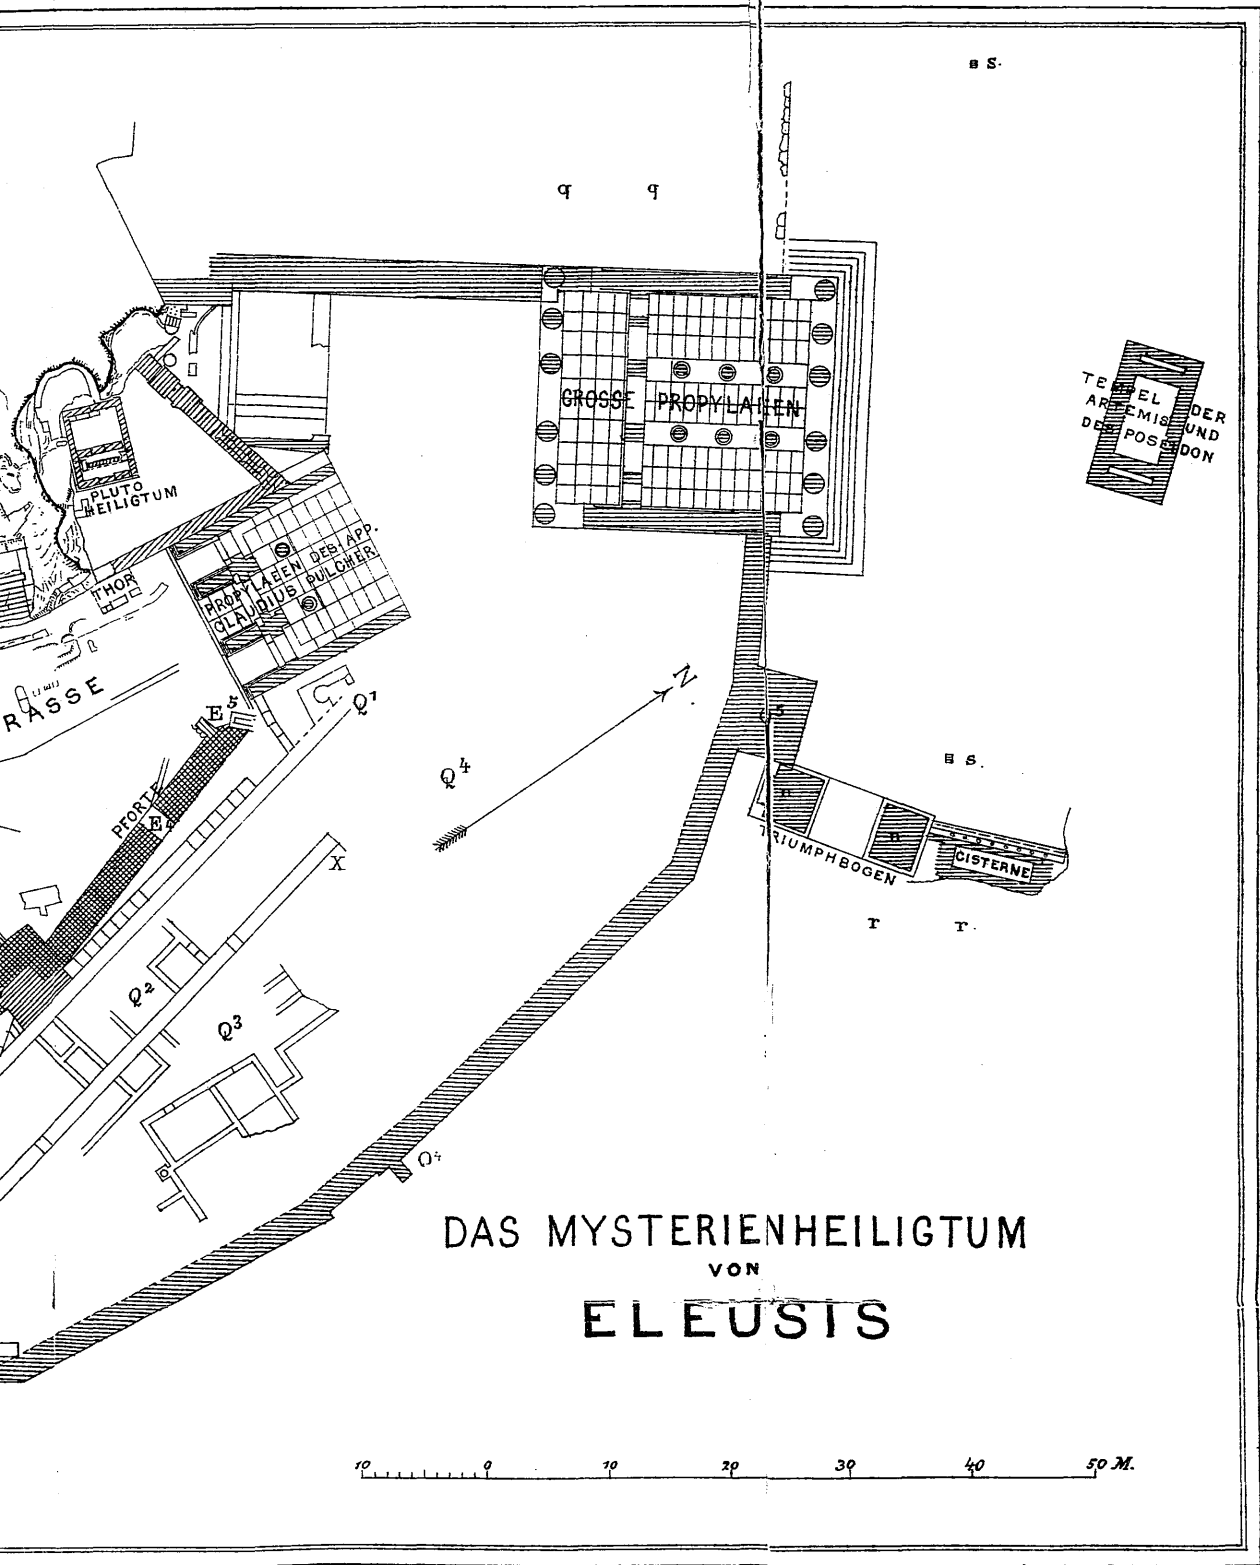 S.
q q
GROSSE PROPYLAEEN
TEMPEL DER
ARTEMIS UND
DES POSEIDON
PLUTO
HEILIGTUM
PROPYLAEEN DES APP.
CLAUDIUS PULCHER
THOR
RASSE
N.
Q1
E5
Q4
PFORTE
E4
S.
B
B
TRIUMPHBOGEN
CISTERNE
X
r r.
Q2
Q3
O4
DAS MYSTERIENHEILIGTUM
VON
ELEUSIS
10 0 10 20 30 40 50 M.